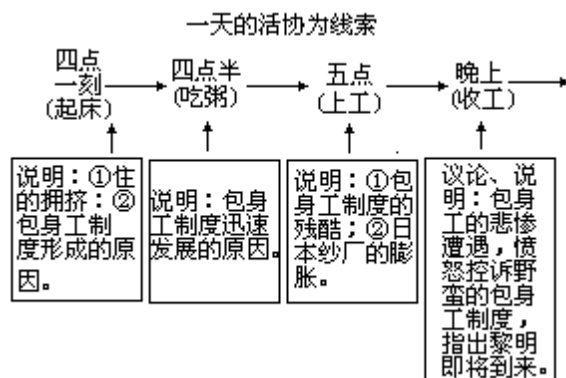 一天的活协为线索
四点
一刻
(起床)
四点半
(吃粥)
五点
(上工)
晚上
(收工)
说明：①住
的拥挤：②
包身工制
度形成的原
因。
说明：包身
工制度迅速
发展的原因。
说明：①包
身工制度的
残酷；②日
本纱厂的膨
胀。
议论、说
明：包身
工的悲惨
遭遇，愤
怒控诉野
蛮的包身
工制度，
指出黎明
即将到来。